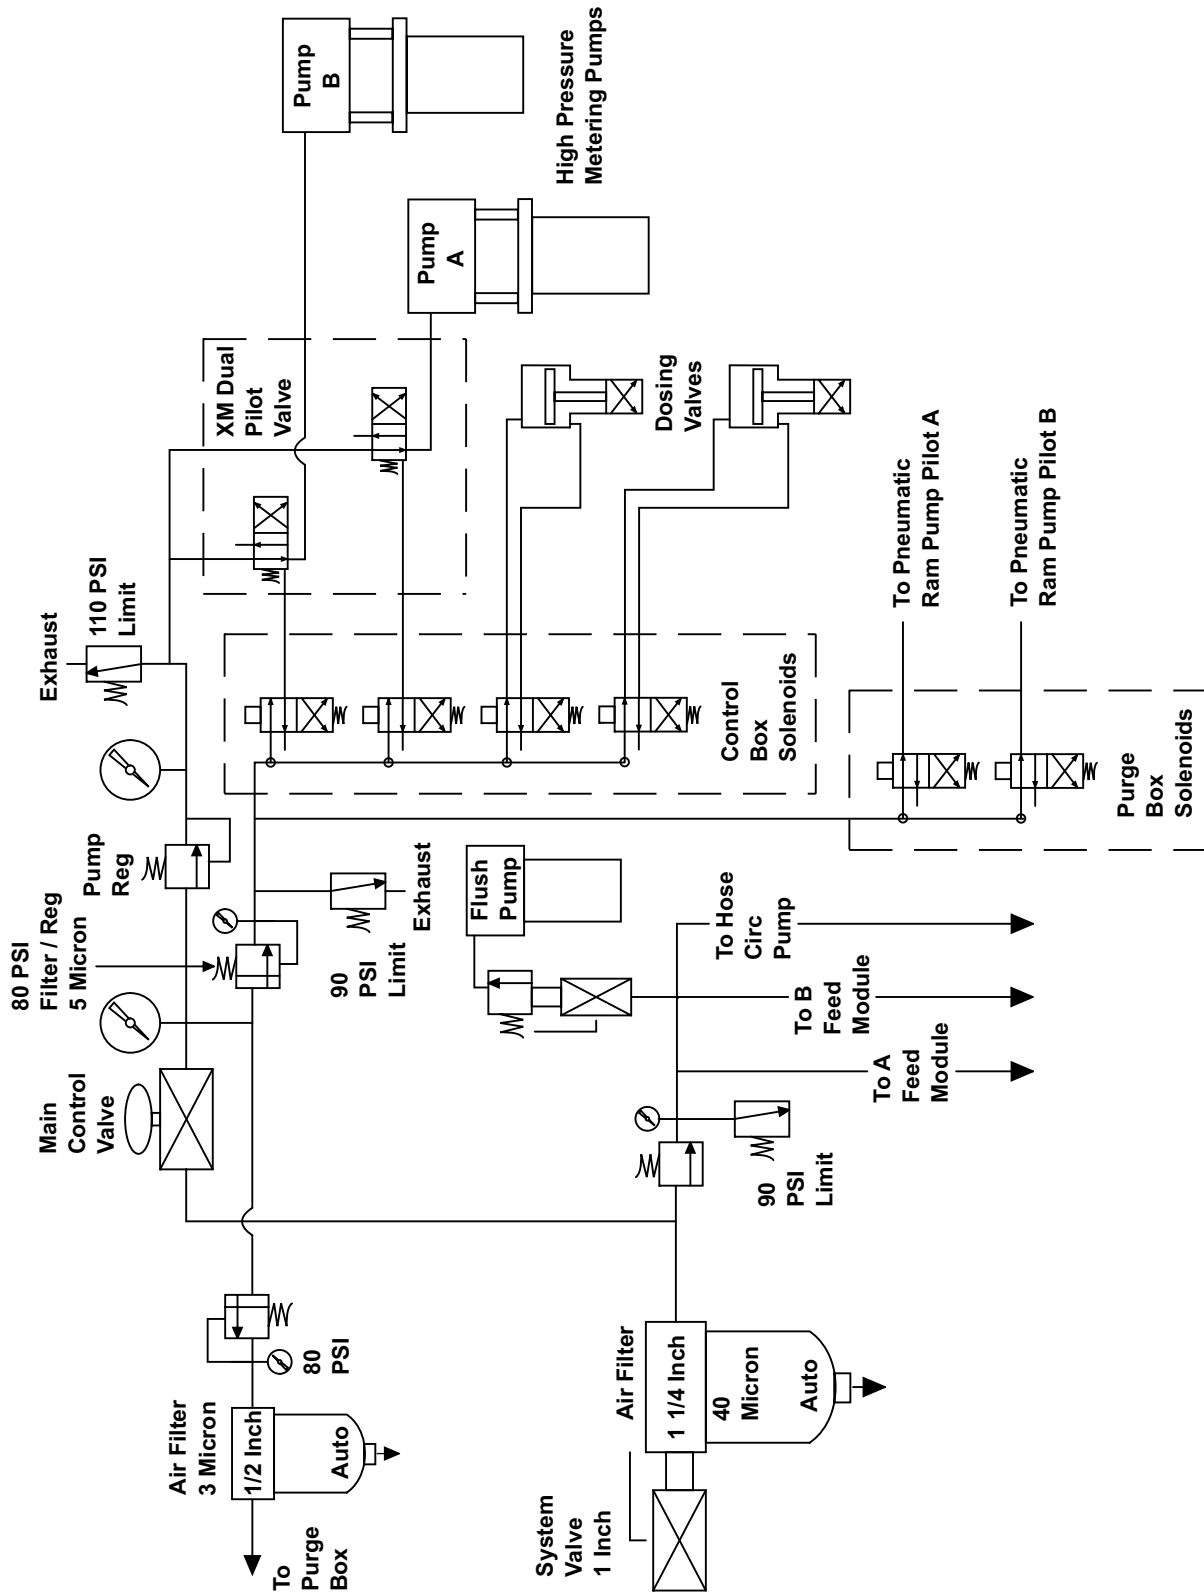 Exhaust
110 PSI
Limit
XM Dual
Pilot
Valve
Pump
B
Pump
A
High Pressure
Metering Pumps
Main
Control
Valve
80 PSI
Filter / Reg
5 Micron
Pump
Reg
90
PSI
Limit
Exhaust
Control
Box
Solenoids
Dosing
Valves
Air Filter
3 Micron
1/2 Inch
Auto
To
Purge
Box
80
PSI
Flush
Pump
System
Valve
1 Inch
Air Filter
1 1/4 Inch
40
Micron
Auto
90
PSI
Limit
To A
Feed
Module
To B
Feed
Module
To Hose
Circ
Pump
Purge
Box
Solenoids
To Pneumatic
Ram Pump Pilot A
To Pneumatic
Ram Pump Pilot B